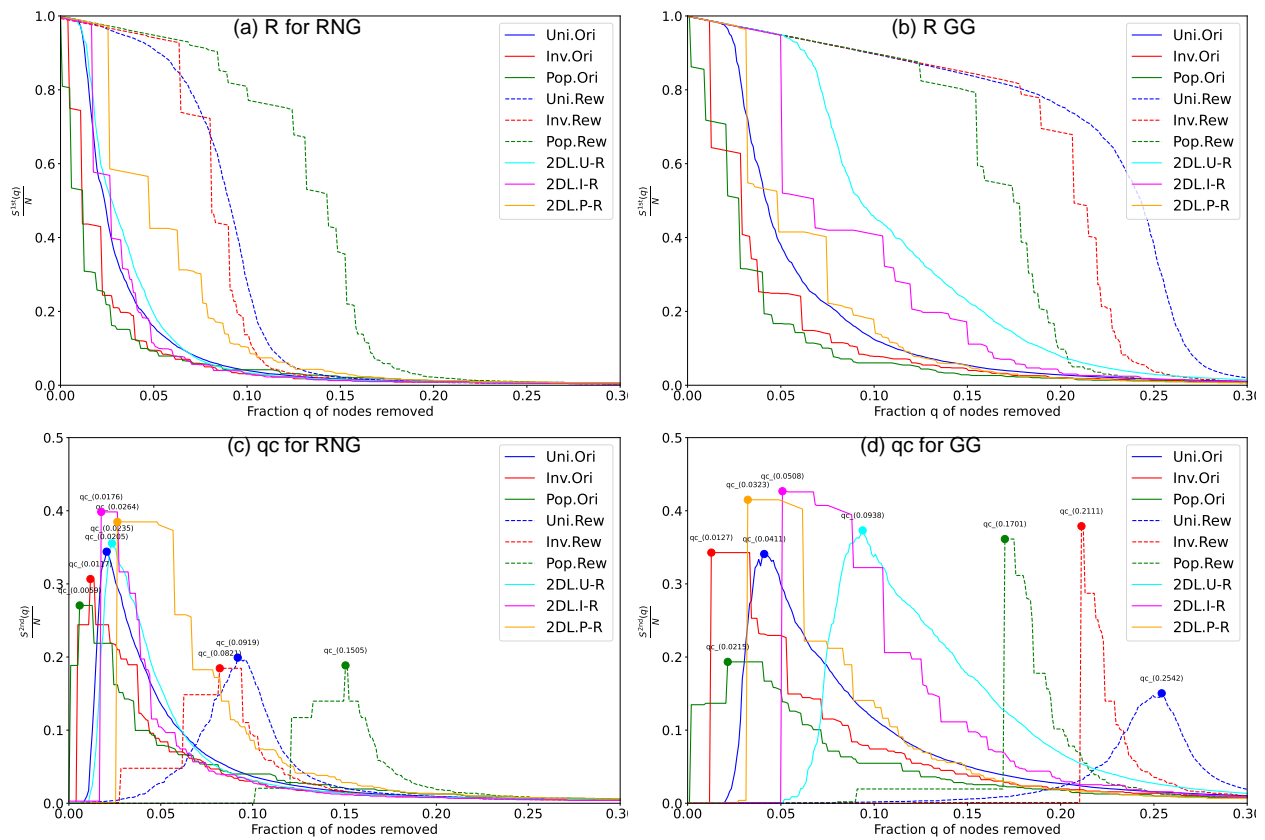 (a) R for RNG
1.0
0.8
0.6
0.4
0.2
0.0
S^{1st}(q)
N
0.00 0.05 0.10 0.15 0.20 0.25 0.30
Fraction q of nodes removed
Uni.Ori
Inv.Ori
Pop.Ori
Uni.Rew
Inv.Rew
Pop.Rew
2DL.U-R
2DL.I-R
2DL.P-R
(b) R GG
1.0
0.8
0.6
0.4
0.2
0.0
S^{1st}(q)
N
0.00 0.05 0.10 0.15 0.20 0.25 0.30
Fraction q of nodes removed
Uni.Ori
Inv.Ori
Pop.Ori
Uni.Rew
Inv.Rew
Pop.Rew
2DL.U-R
2DL.I-R
2DL.P-R
(c) qc for RNG
0.5
0.4
0.3
0.2
0.1
0.0
S^{2nd}(q)
N
qc_(0.0176)
qc_(0.0264)
qc_(0.0235)
qc_(0.0205)
qc_(0.0117)
qc_(0.0059)
qc_(0.0919)
qc_(0.0821)
qc_(0.1505)
0.00 0.05 0.10 0.15 0.20 0.25 0.30
Fraction q of nodes removed
Uni.Ori
Inv.Ori
Pop.Ori
Uni.Rew
Inv.Rew
Pop.Rew
2DL.U-R
2DL.I-R
2DL.P-R
(d) qc for GG
0.5
0.4
0.3
0.2
0.1
0.0
S^{2nd}(q)
N
qc_(0.0508)
qc_(0.0323)
qc_(0.0938)
qc_(0.0127)
qc_(0.0411)
qc_(0.2111)
qc_(0.1701)
qc_(0.0215)
qc_(0.2542)
0.00 0.05 0.10 0.15 0.20 0.25 0.30
Fraction q of nodes removed
Uni.Ori
Inv.Ori
Pop.Ori
Uni.Rew
Inv.Rew
Pop.Rew
2DL.U-R
2DL.I-R
2DL.P-R